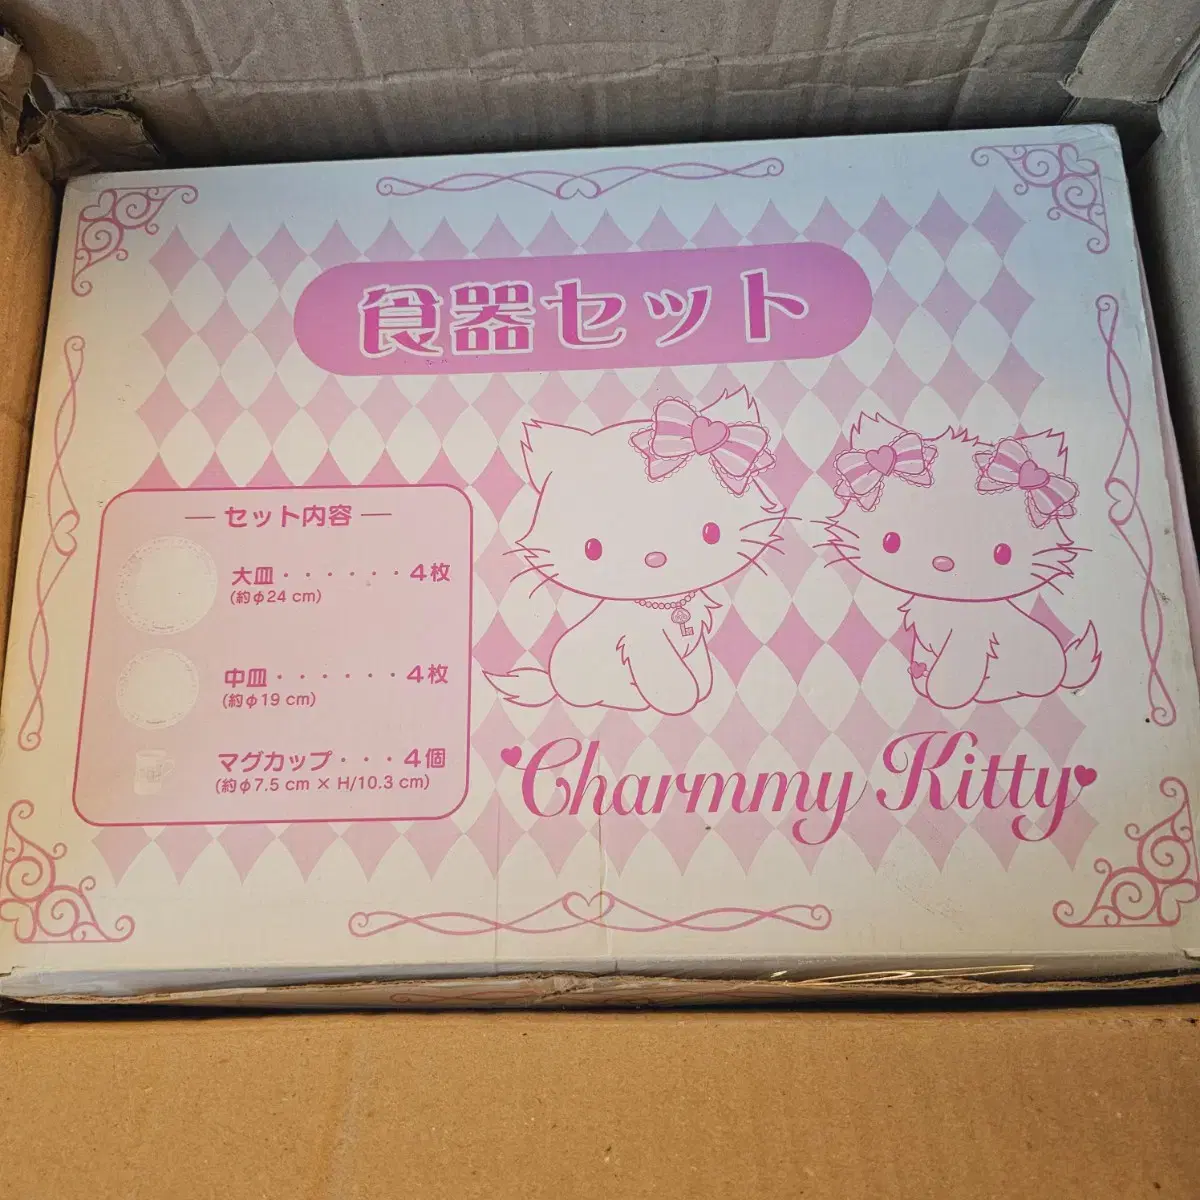 食器セット
— セット内容 —
大皿・・・・・・4枚
(約φ24 cm)
中皿・・・・・・4枚
(約φ19 cm)
マグカップ・・・4個
(約φ7.5 cm × H/10.3 cm)
Charmmy Kitty